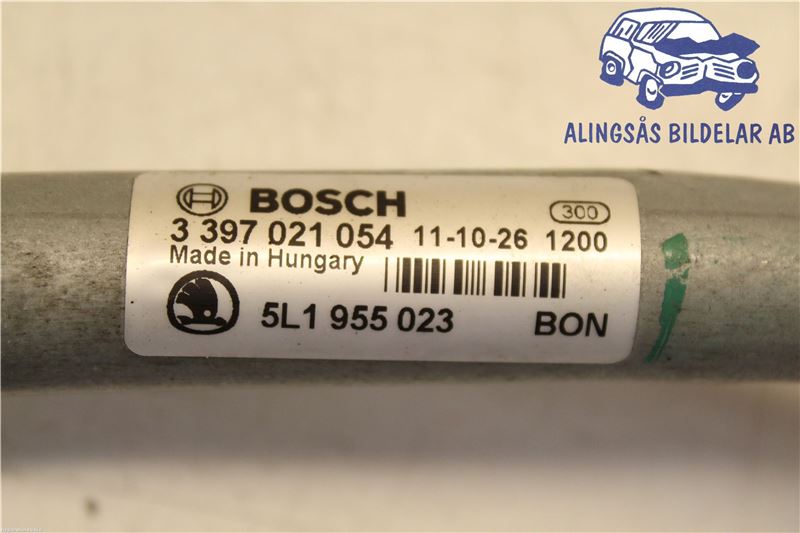 ALINGSÅS BILDELAR AB
BOSCH
300
3 397 021 054 11-10-26 1200
Made in Hungary
5L1 955 023 BON